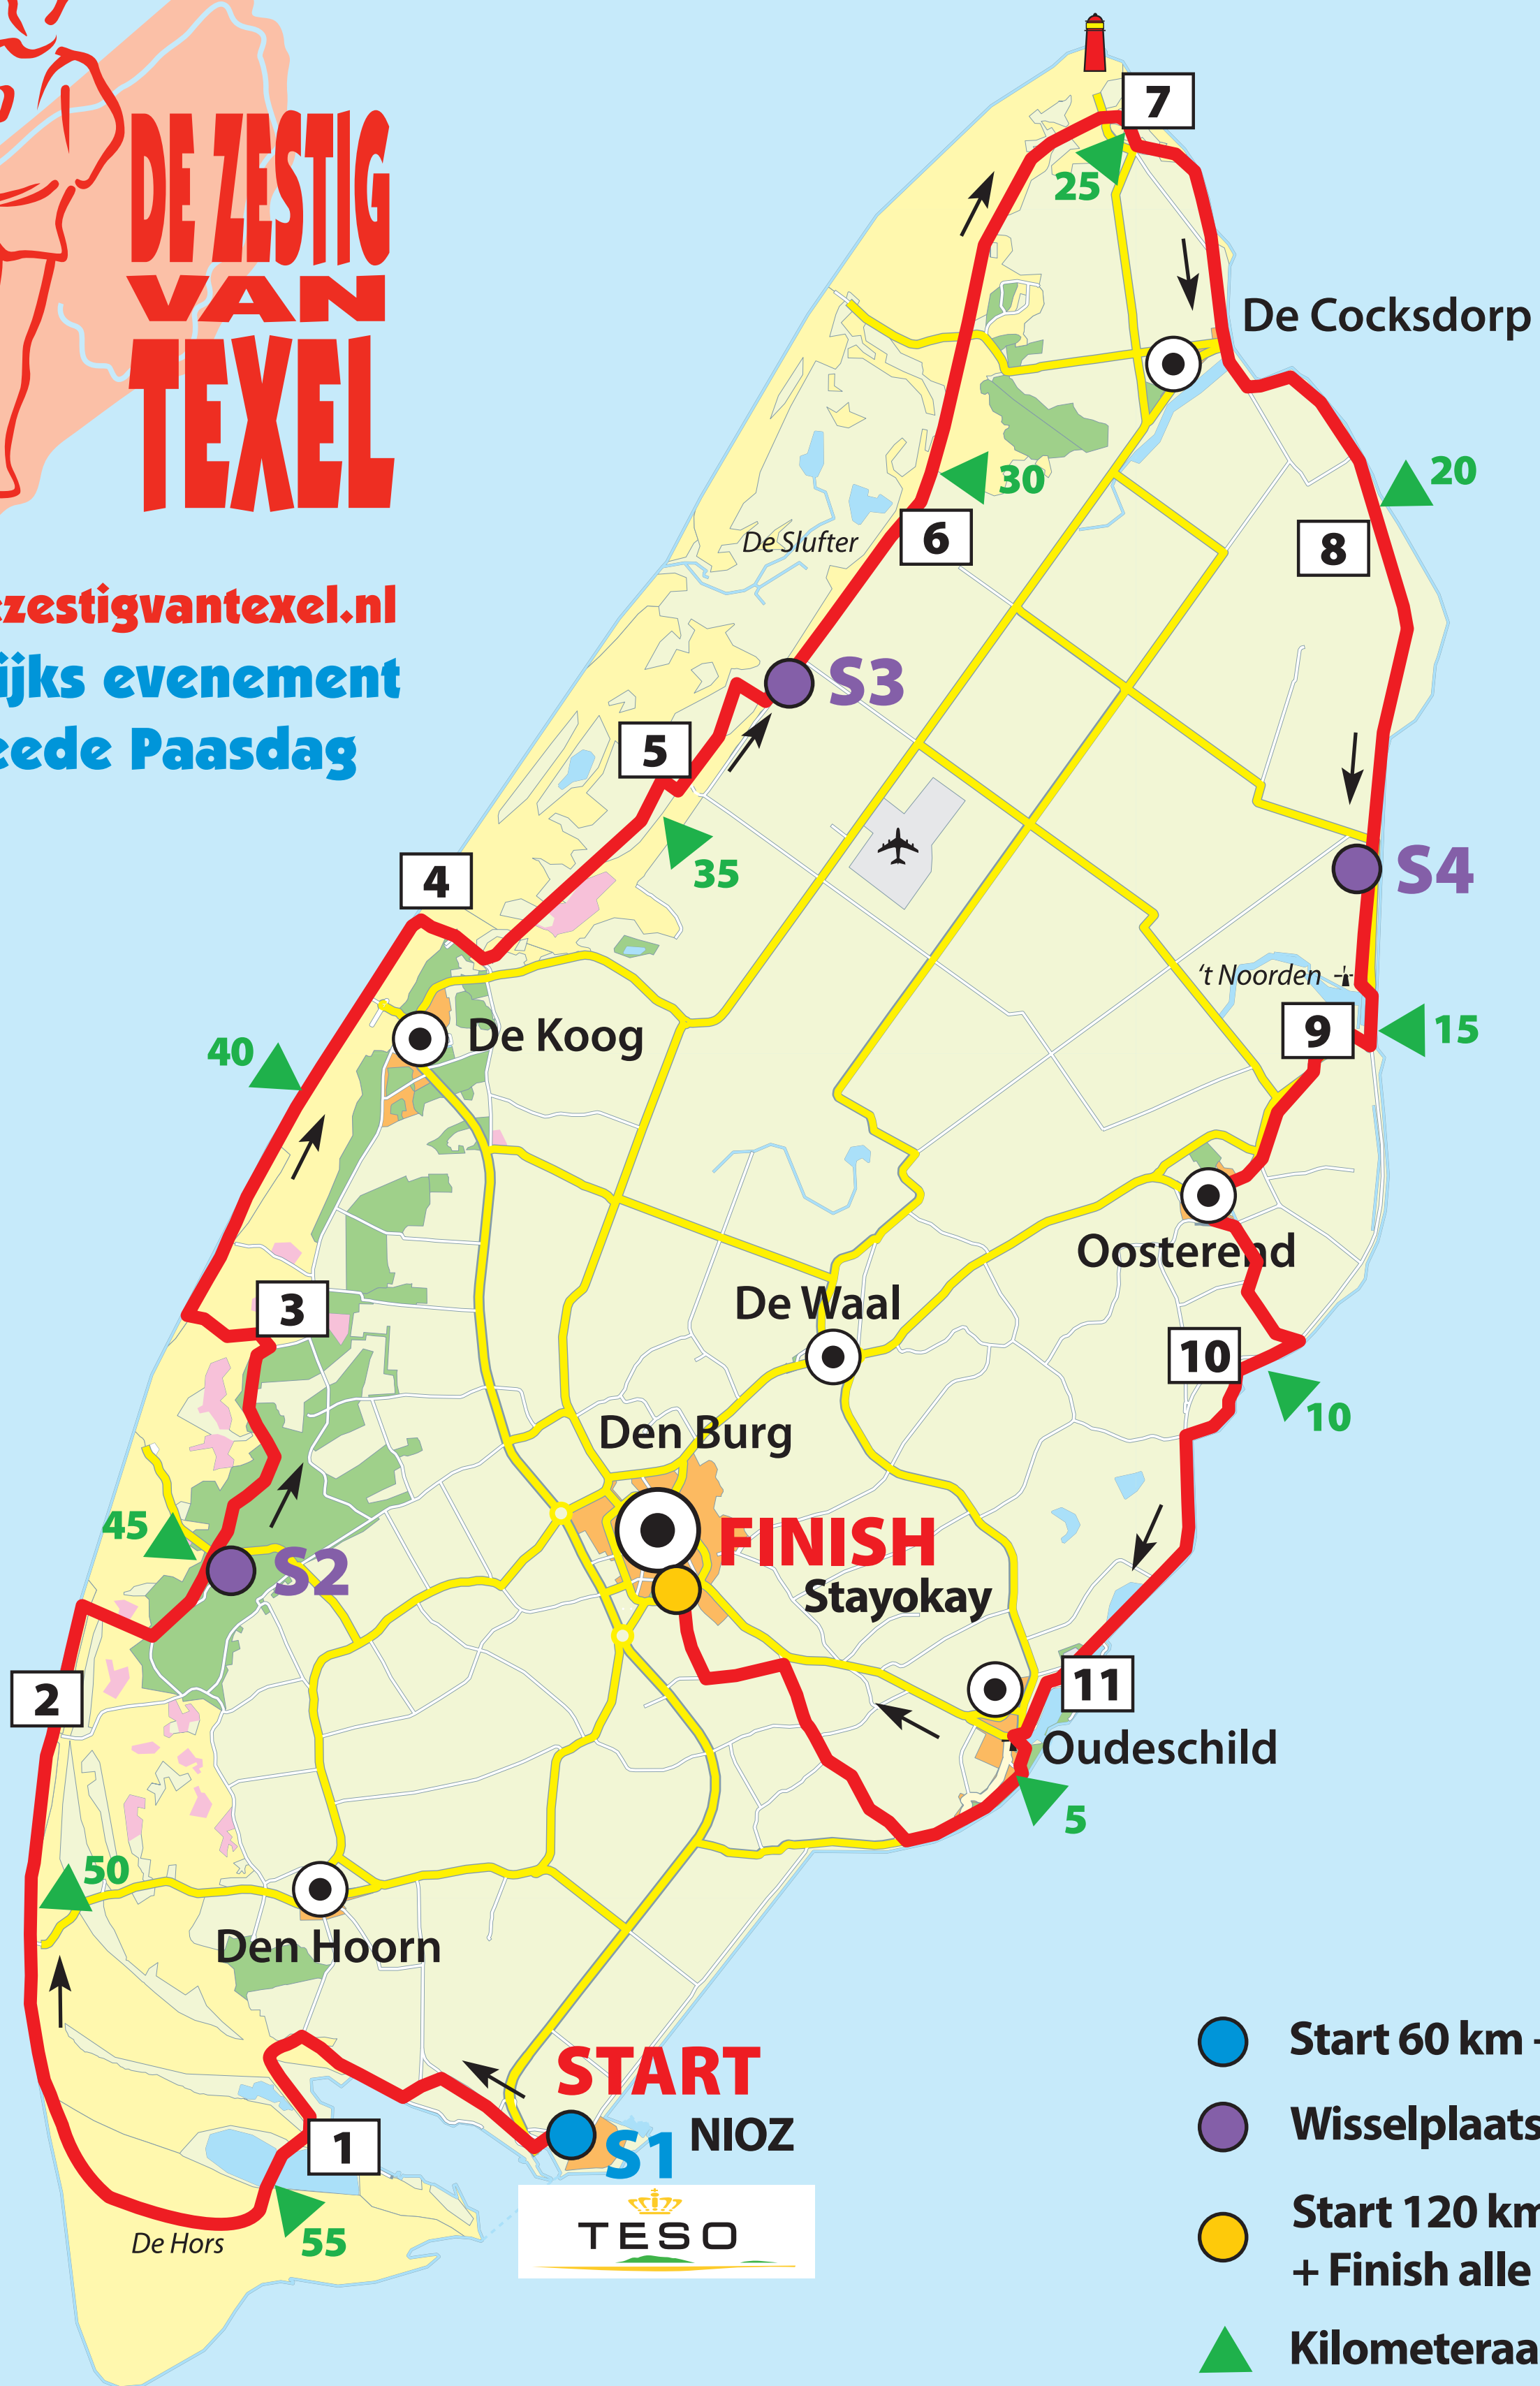 DE ZESTIG
VAN
TEXEL
zestigvantexel.nl
ijks evenement
eede Paasdag
7
25
De Cocksdorp
20
30
8
6
De Slufter
S3
5
35
S4
4
't Noorden
9
15
De Koog
40
Oosterend
De Waal
3
10
10
Den Burg
FINISH
Stayokay
45
S2
2
11
Oudeschild
5
50
Den Hoorn
START
S1 NIOZ
1
TESO
De Hors
55
Start 60 km
Wisselplaats
Start 120 km
+ Finish alle
Kilometeraa